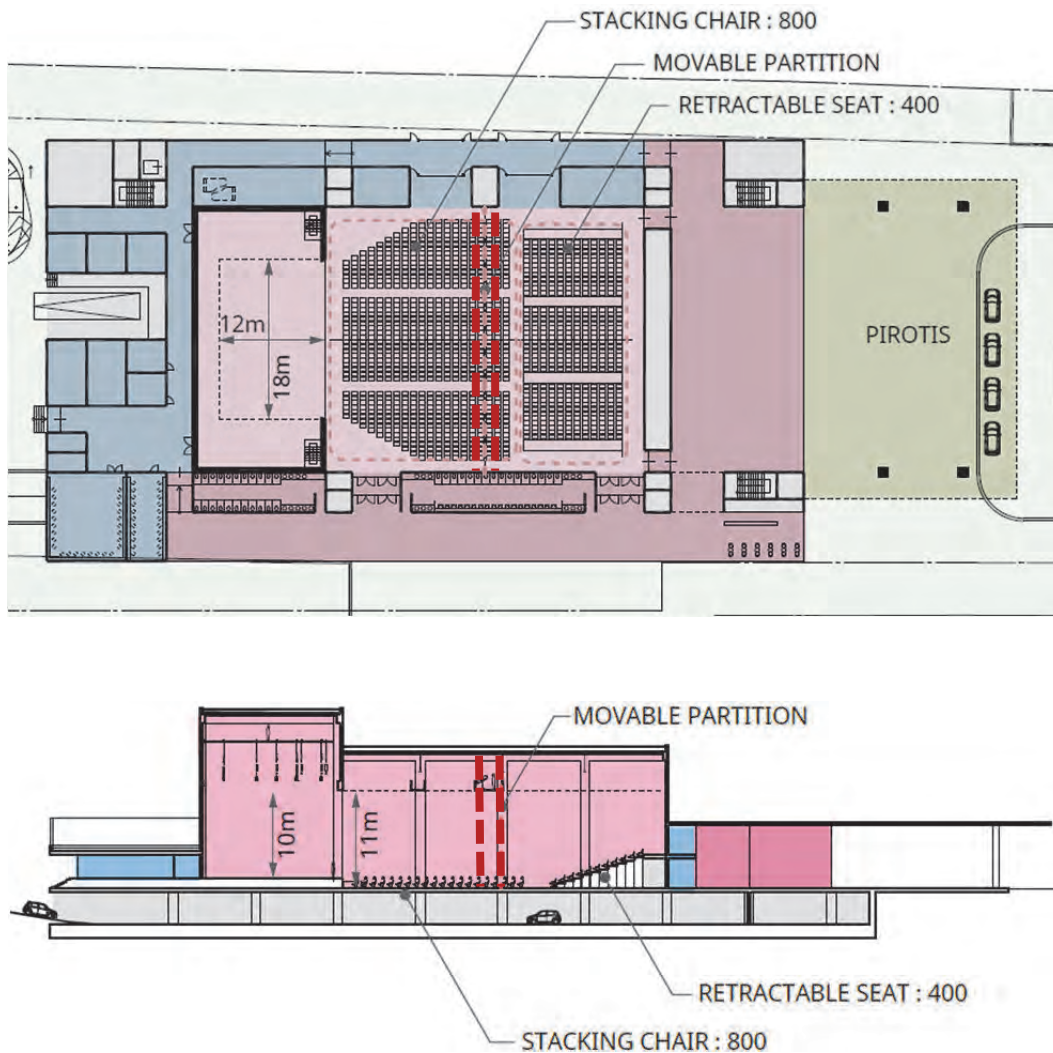 STACKING CHAIR : 800
MOVABLE PARTITION
RETRACTABLE SEAT : 400
12m
18m
PIROTIS
MOVABLE PARTITION
10m
11m
RETRACTABLE SEAT : 400
STACKING CHAIR : 800